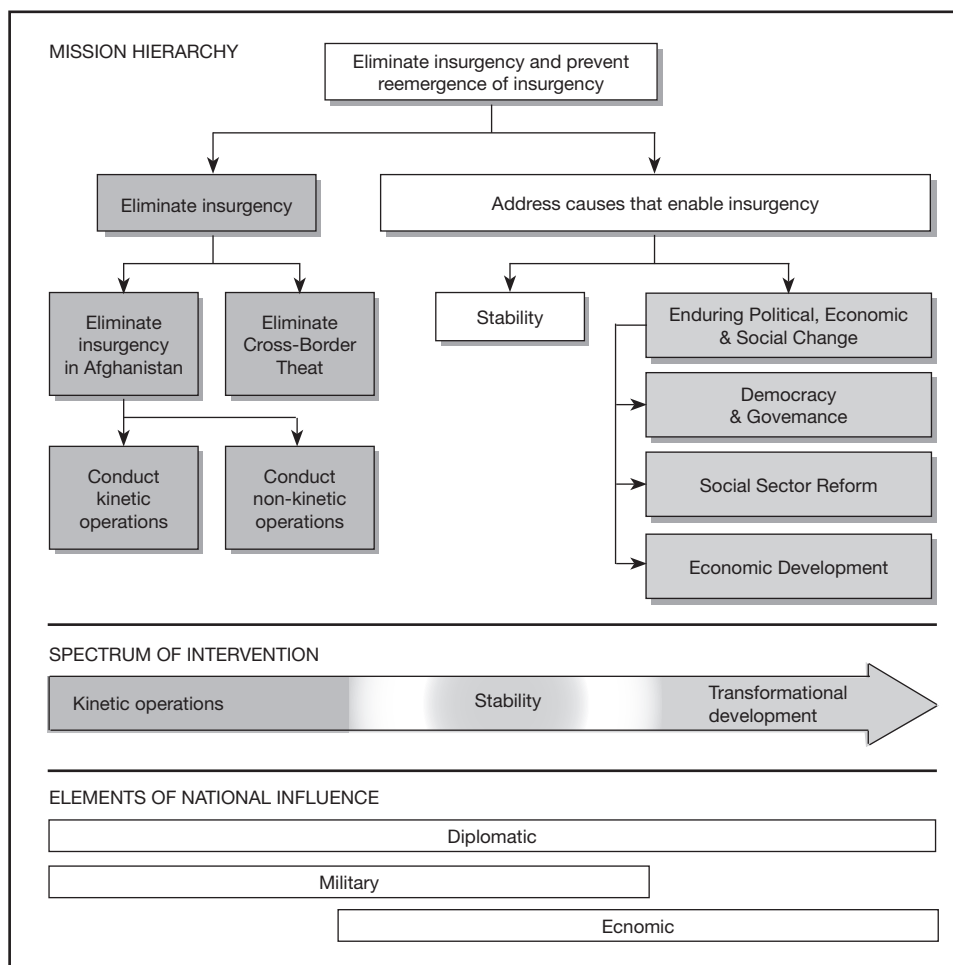 MISSION HIERARCHY
Eliminate insurgency and prevent
reemergence of insurgency
Eliminate insurgency
Address causes that enable insurgency
Eliminate
insurgency
in Afghanistan
Eliminate
Cross-Border
Theat
Stability
Enduring Political, Economic
& Social Change
Democracy
& Govemance
Conduct
kinetic
operations
Conduct
non-kinetic
operations
Social Sector Reform
Economic Development
SPECTRUM OF INTERVENTION
Kinetic operations
Stability
Transformational
development
ELEMENTS OF NATIONAL INFLUENCE
Diplomatic
Military
Ecnomic